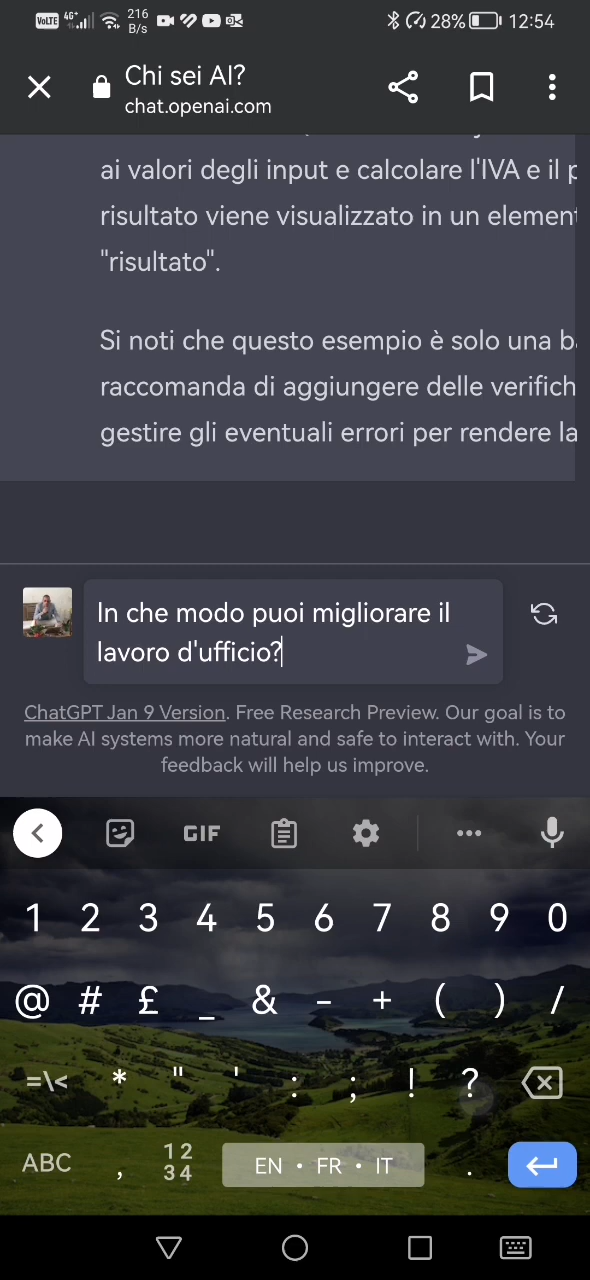 VoLTE 4G+ 216 B/s 28% 12:54
Chi sei AI?
chat.openai.com
ai valori degli input e calcolare l'IVA e il p
risultato viene visualizzato in un element
"risultato".
Si noti che questo esempio è solo una b
raccomanda di aggiungere delle verifich
gestire gli eventuali errori per rendere la
In che modo puoi migliorare il
lavoro d'ufficio?
ChatGPT Jan 9 Version. Free Research Preview. Our goal is to
make AI systems more natural and safe to interact with. Your
feedback will help us improve.
GIF
1 2 3 4 5 6 7 8 9 0
@ # £ _ & - + ( ) /
=\< * " ' : ; ! ?
ABC , 12 34 EN • FR • IT .